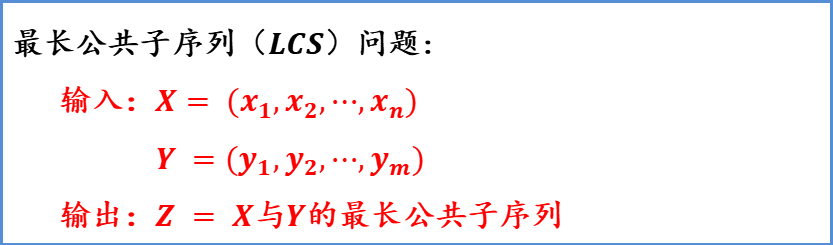 最长公共子序列（LCS）问题：
输入：X = (x₁, x₂, ⋯, xₙ)
Y = (y₁, y₂, ⋯, yₘ)
输出：Z = X与Y的最长公共子序列